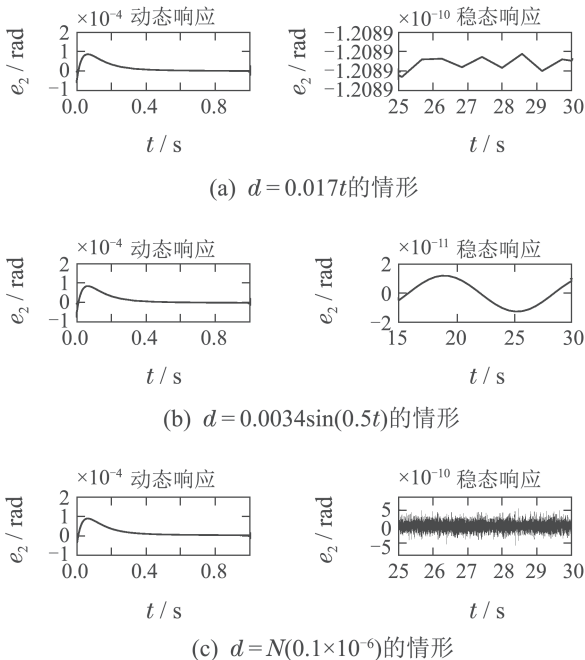 ×10⁻⁴ 动态响应
×10⁻¹⁰ 稳态响应
e₂ / rad
2
1
0
−1
0.0
0.4
0.8
t / s
e₂ / rad
−1.2089
−1.2089
−1.2089
−1.2089
25
26
27
28
29
30
t / s
(a) d = 0.017t的情形
×10⁻⁴ 动态响应
×10⁻¹¹ 稳态响应
e₂ / rad
2
1
0
−1
0.0
0.4
0.8
t / s
e₂ / rad
2
0
−2
15
20
25
30
t / s
(b) d = 0.0034sin(0.5t)的情形
×10⁻⁴ 动态响应
×10⁻¹⁰ 稳态响应
e₂ / rad
2
1
0
−1
0.0
0.4
0.8
t / s
e₂ / rad
5
0
−5
25
26
27
28
29
30
t / s
(c) d = N(0.1×10⁻⁶)的情形